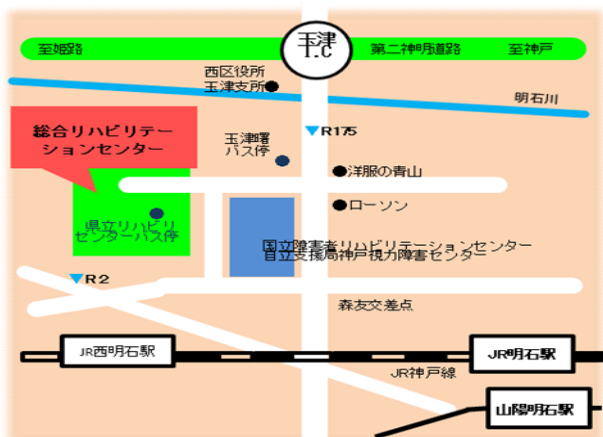 玉津
T.C
至姫路
第二神明道路
至神戸
西区役所
玉津支所
明石川
総合リハビリテー
ションセンター
玉津曙
バス停
R175
洋服の青山
ローソン
県立リハビリ
センターバス停
国立障害者リハビリテーションセンター
自立支援局神戸視力障害センター
R2
森友交差点
JR西明石駅
JR明石駅
JR神戸線
山陽明石駅